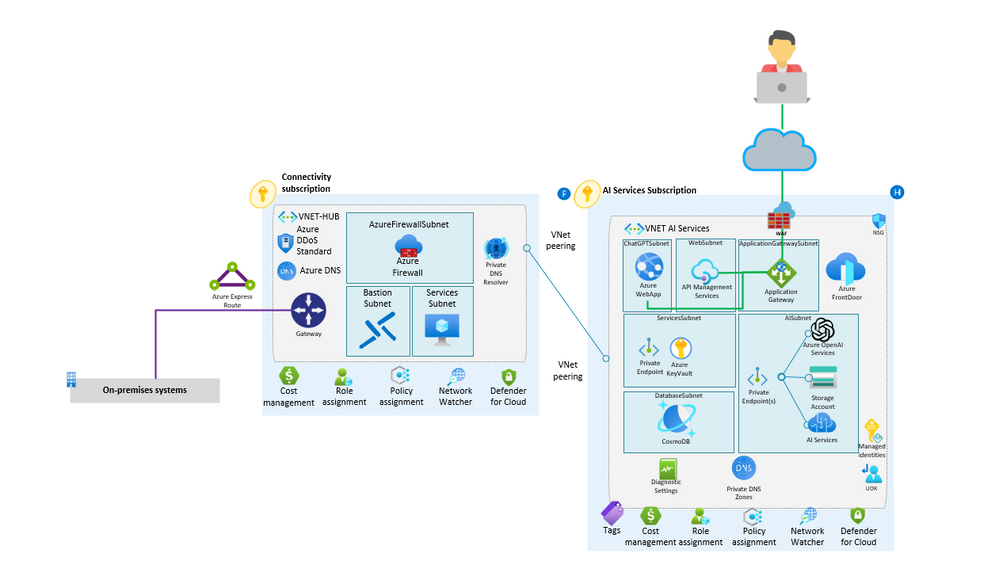 Connectivity
subscription
VNET-HUB
Azure
DDoS
Standard
Azure DNS
Gateway
AzureFirewallSubnet
Azure
Firewall
Bastion
Subnet
Services
Subnet
Private
DNS
Resolver
Cost
management
Role
assignment
Policy
assignment
Network
Watcher
Defender
for Cloud
Azure Express
Route
On-premises systems
VNet
peering
VNet
peering
F
AI Services Subscription
H
VNET AI Services
WAF
NSG
ChatGPTSubnet
Azure
WebApp
WebSubnet
API Management
Services
ApplicationGatewaySubnet
Application
Gateway
Azure
FrontDoor
ServicesSubnet
Private
Endpoint
Azure
KeyVault
AISubnet
Azure OpenAI
Services
Private
Endpoint(s)
Storage
Account
AI Services
DatabaseSubnet
CosmoDB
Managed
Identities
UDR
Diagnostic
Settings
DNS
Private DNS
Zones
Tags
Cost
management
Role
assignment
Policy
assignment
Network
Watcher
Defender
for Cloud